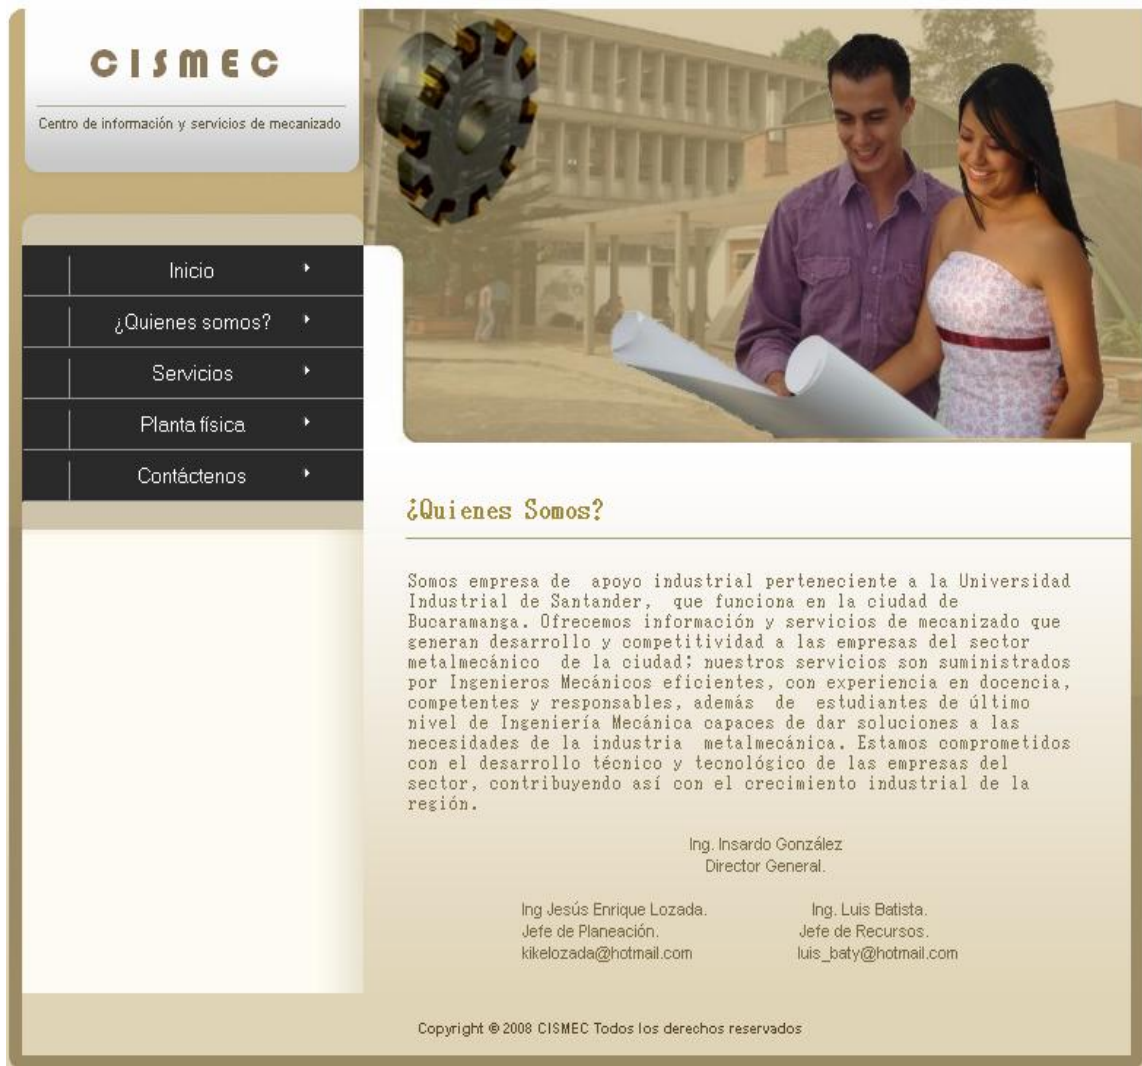 CISMEC
Centro de información y servicios de mecanizado
Inicio
¿Quienes somos?
Servicios
Planta física
Contáctenos
¿Quienes Somos?
Somos empresa de apoyo industrial perteneciente a la Universidad
Industrial de Santander, que funciona en la ciudad de
Bucaramanga. Ofrecemos información y servicios de mecanizado que
generan desarrollo y competitividad a las empresas del sector
metalmecánico de la ciudad; nuestros servicios son suministrados
por Ingenieros Mecánicos eficientes, con experiencia en docencia,
competentes y responsables, además de estudiantes de último
nivel de Ingeniería Mecánica capaces de dar soluciones a las
necesidades de la industria metalmecánica. Estamos comprometidos
con el desarrollo técnico y tecnológico de las empresas del
sector, contribuyendo así con el crecimiento industrial de la
región.
Ing. Insardo González
Director General.
Ing Jesús Enrique Lozada.
Jefe de Planeación.
kikelozada@hotmail.com
Ing. Luis Batista.
Jefe de Recursos.
luis_baty@hotmail.com
Copyright © 2008 CISMEC Todos los derechos reservados